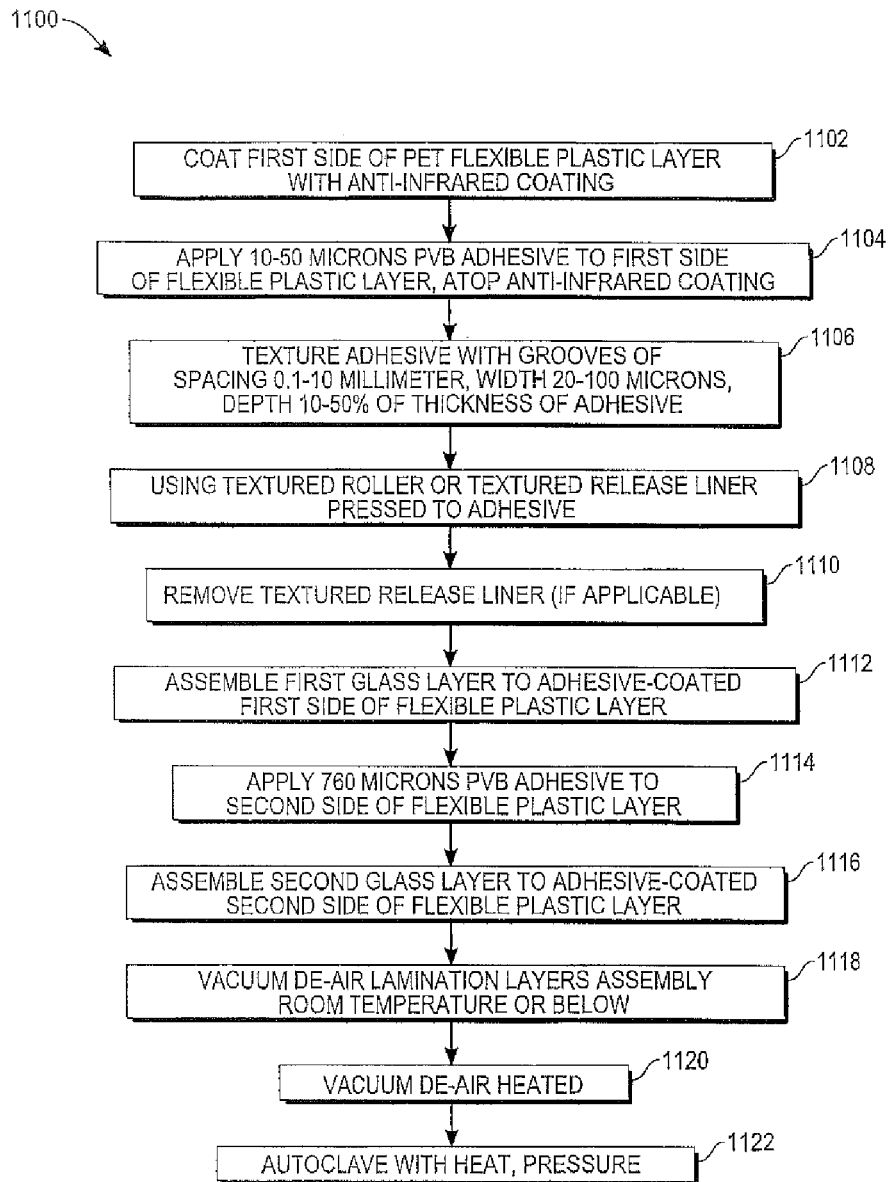 1100
1102
COAT FIRST SIDE OF PET FLEXIBLE PLASTIC LAYER
WITH ANTI-INFRARED COATING
1104
APPLY 10-50 MICRONS PVB ADHESIVE TO FIRST SIDE
OF FLEXIBLE PLASTIC LAYER, ATOP ANTI-INFRARED COATING
1106
TEXTURE ADHESIVE WITH GROOVES OF
SPACING 0.1-10 MILLIMETER, WIDTH 20-100 MICRONS,
DEPTH 10-50% OF THICKNESS OF ADHESIVE
1108
USING TEXTURED ROLLER OR TEXTURED RELEASE LINER
PRESSED TO ADHESIVE
1110
REMOVE TEXTURED RELEASE LINER (IF APPLICABLE)
1112
ASSEMBLE FIRST GLASS LAYER TO ADHESIVE-COATED
FIRST SIDE OF FLEXIBLE PLASTIC LAYER
1114
APPLY 760 MICRONS PVB ADHESIVE TO
SECOND SIDE OF FLEXIBLE PLASTIC LAYER
1116
ASSEMBLE SECOND GLASS LAYER TO ADHESIVE-COATED
SECOND SIDE OF FLEXIBLE PLASTIC LAYER
1118
VACUUM DE-AIR LAMINATION LAYERS ASSEMBLY
ROOM TEMPERATURE OR BELOW
1120
VACUUM DE-AIR HEATED
1122
AUTOCLAVE WITH HEAT, PRESSURE